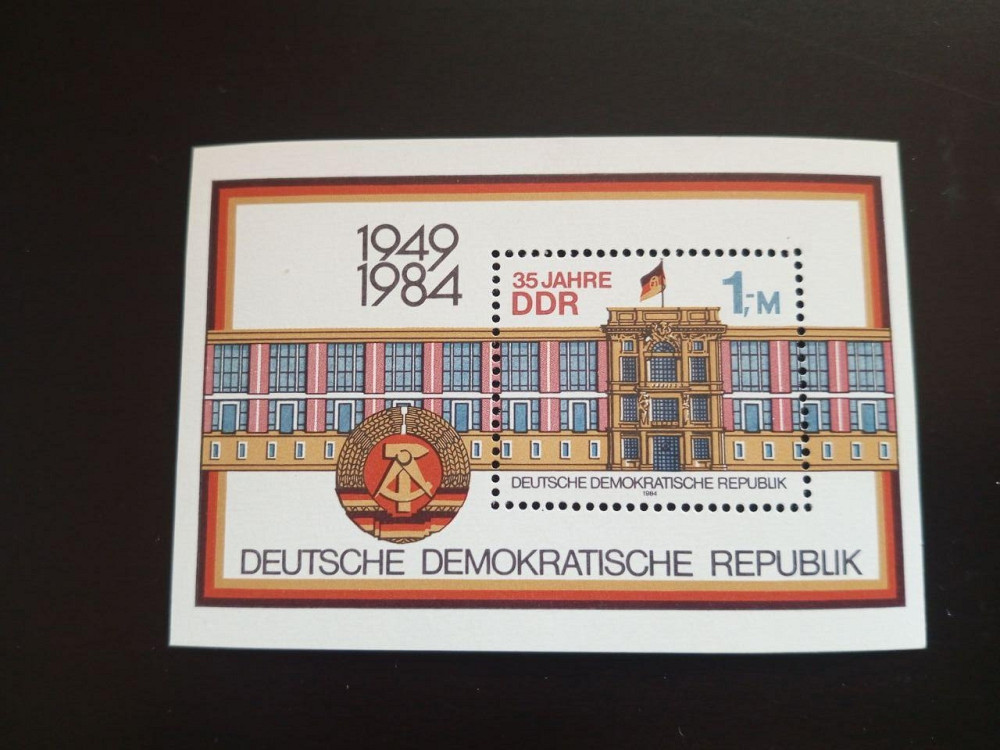 1949
1984
35 JAHRE
DDR
1,-M
DEUTSCHE DEMOKRATISCHE REPUBLIK
1984
DEUTSCHE DEMOKRATISCHE REPUBLIK